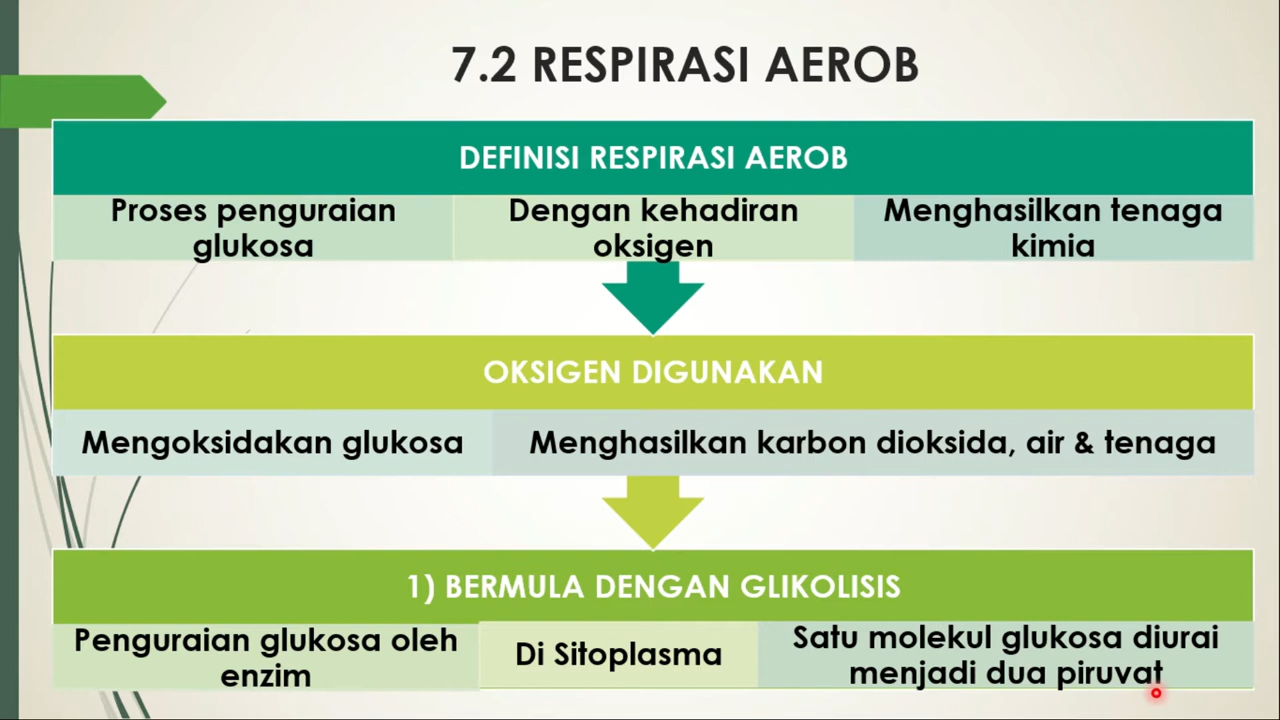 7.2 RESPIRASI AEROB
DEFINISI RESPIRASI AEROB
Proses penguraian
glukosa
Dengan kehadiran
oksigen
Menghasilkan tenaga
kimia
OKSIGEN DIGUNAKAN
Mengoksidakan glukosa
Menghasilkan karbon dioksida, air & tenaga
1) BERMULA DENGAN GLIKOLISIS
Penguraian glukosa oleh
enzim
Di Sitoplasma
Satu molekul glukosa diurai
menjadi dua piruvat